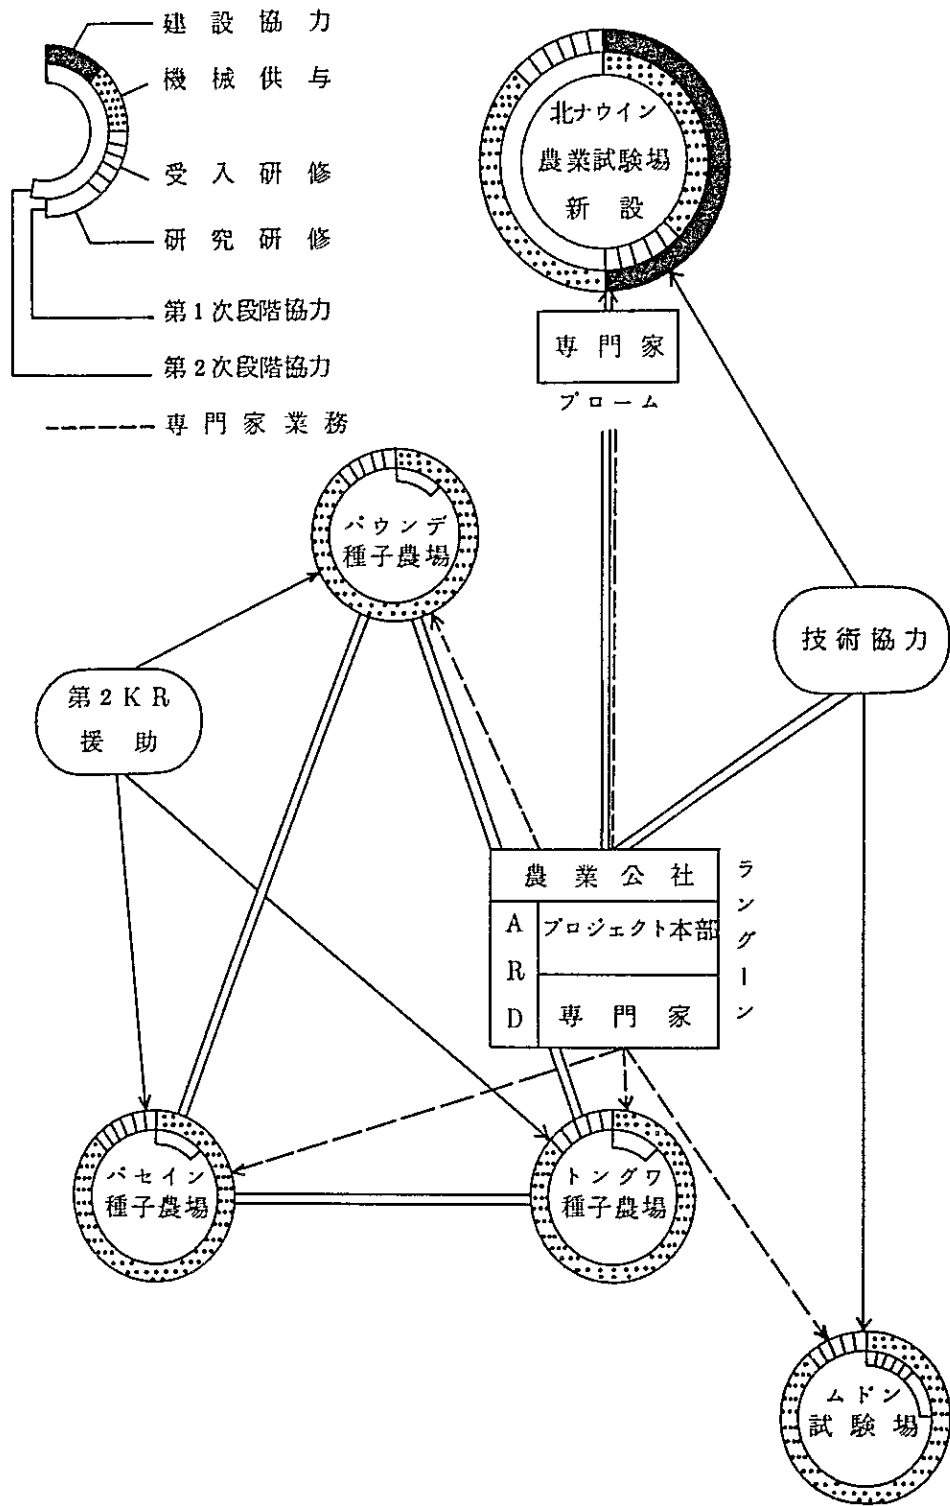 建設協力
機械供与
受入研修
研究研修
第1次段階協力
第2次段階協力
専門家業務
北ナウイン
農業試験場
新設
専門家
プローム
パウンデ
種子農場
技術協力
第2KR
援助
農業公社
ARD
プロジェクト本部
専門家
ラングーン
パセイン
種子農場
トングワ
種子農場
ムドン
試験場